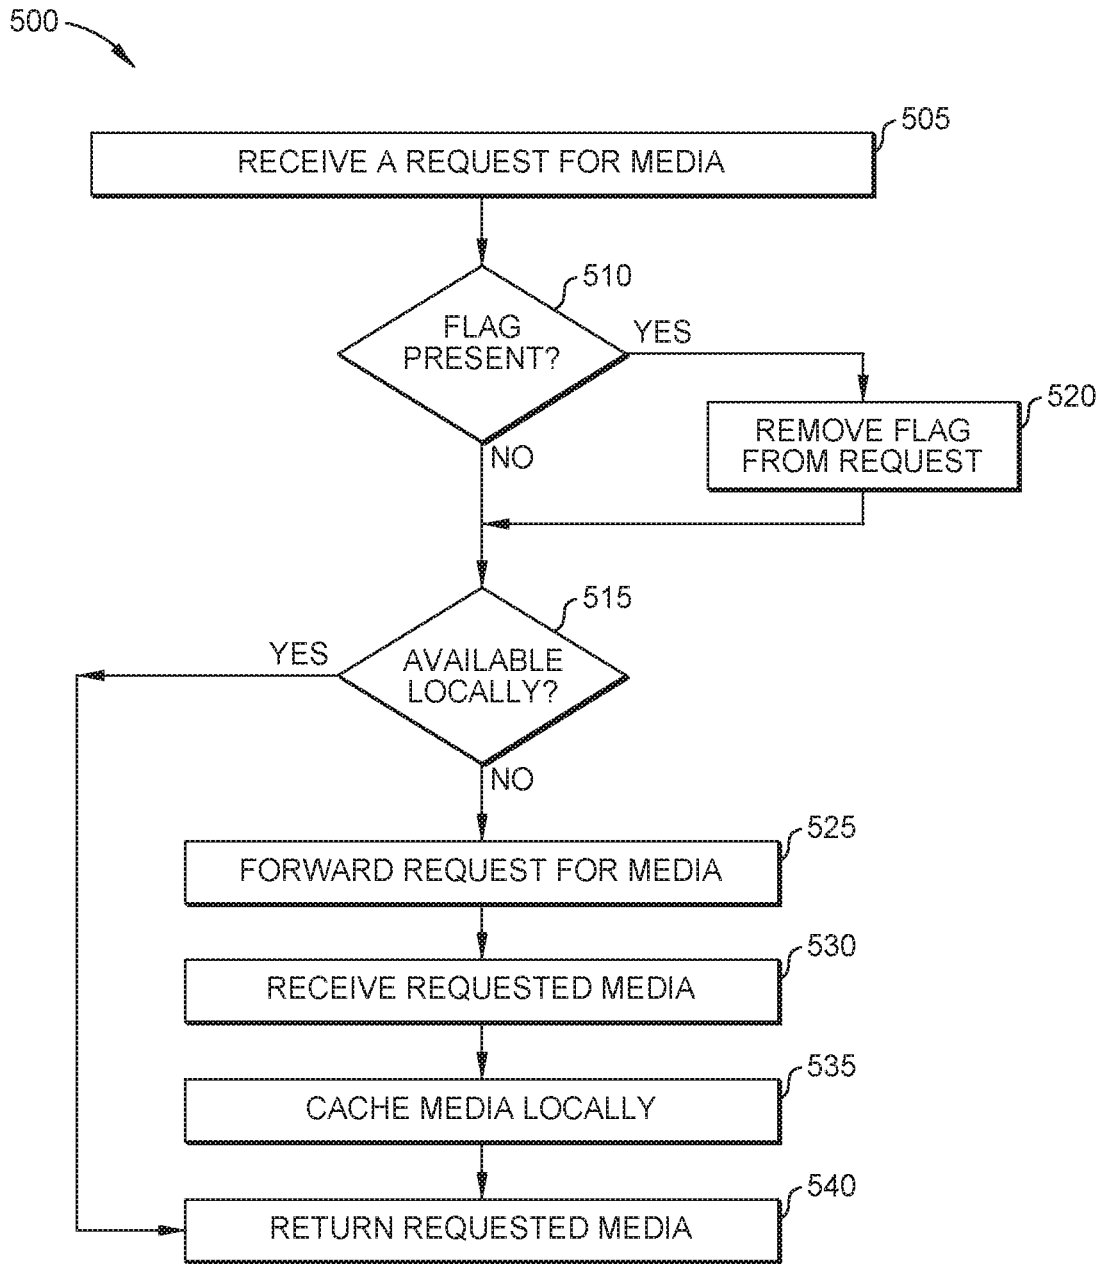 500
505
RECEIVE A REQUEST FOR MEDIA
510
FLAG
PRESENT?
YES
520
REMOVE FLAG
FROM REQUEST
NO
515
YES
AVAILABLE
LOCALLY?
NO
525
FORWARD REQUEST FOR MEDIA
530
RECEIVE REQUESTED MEDIA
535
CACHE MEDIA LOCALLY
540
RETURN REQUESTED MEDIA